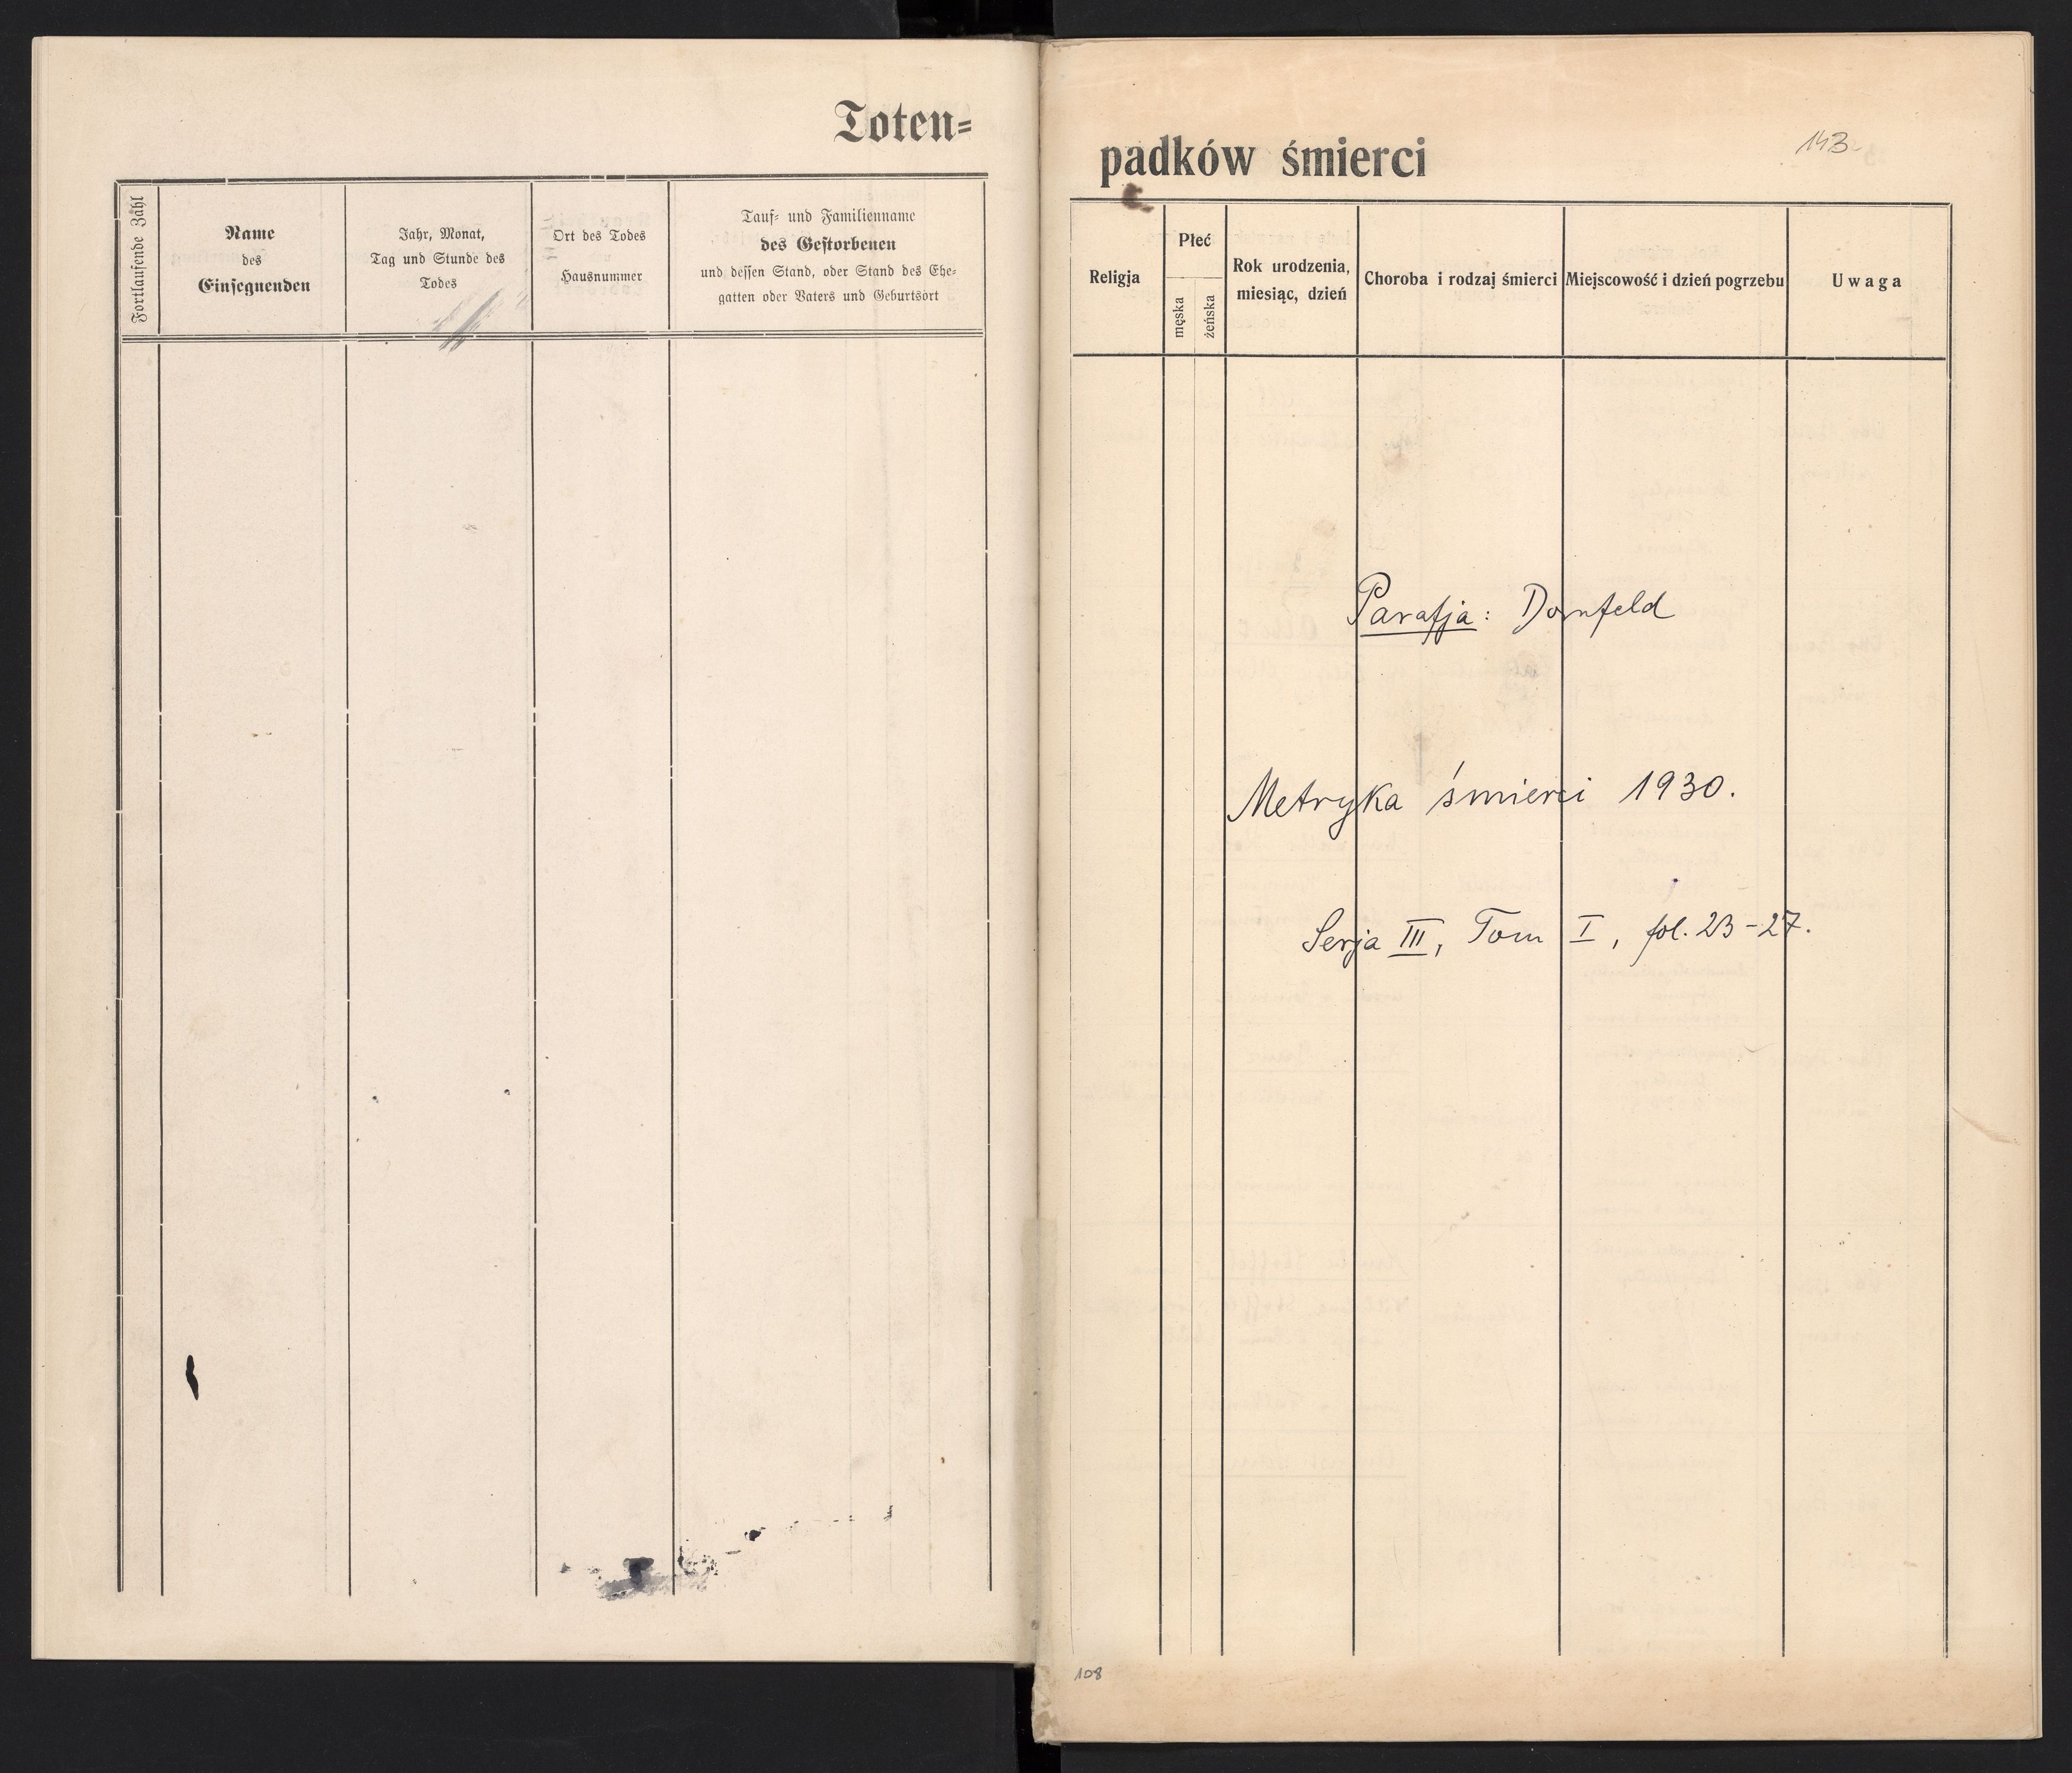 Toten=
Fortlaufende Zahl
Name
des
Einsegnenden
Jahr, Monat,
Tag und Stunde des
Todes
Ort des Todes
Hausnummer
Tauf= und Familienname
des Gestorbenen
und dessen Stand, oder Stand des Ehe=
gatten oder Vaters und Geburtsort
padków śmierci
143
Religja
Płeć
męska
żeńska
Rok urodzenia,
miesiąc, dzień
Choroba i rodzaj śmierci
Miejscowość i dzień pogrzebu
Uwaga
Parafja: Dornfeld
Metryka śmierci 1930.
Serja III, Tom I, fol. 23-27.
108